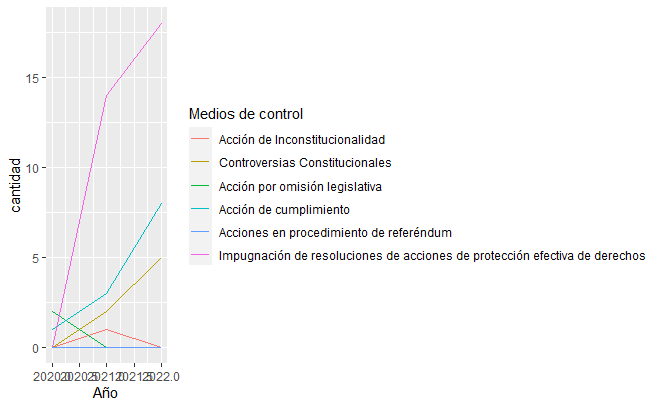 15
10
5
0
cantidad
2020.0 2020.5 2021.0 2021.5 2022.0
Año
Medios de control
Acción de Inconstitucionalidad
Controversias Constitucionales
Acción por omisión legislativa
Acción de cumplimiento
Acciones en procedimiento de referéndum
Impugnación de resoluciones de acciones de protección efectiva de derechos